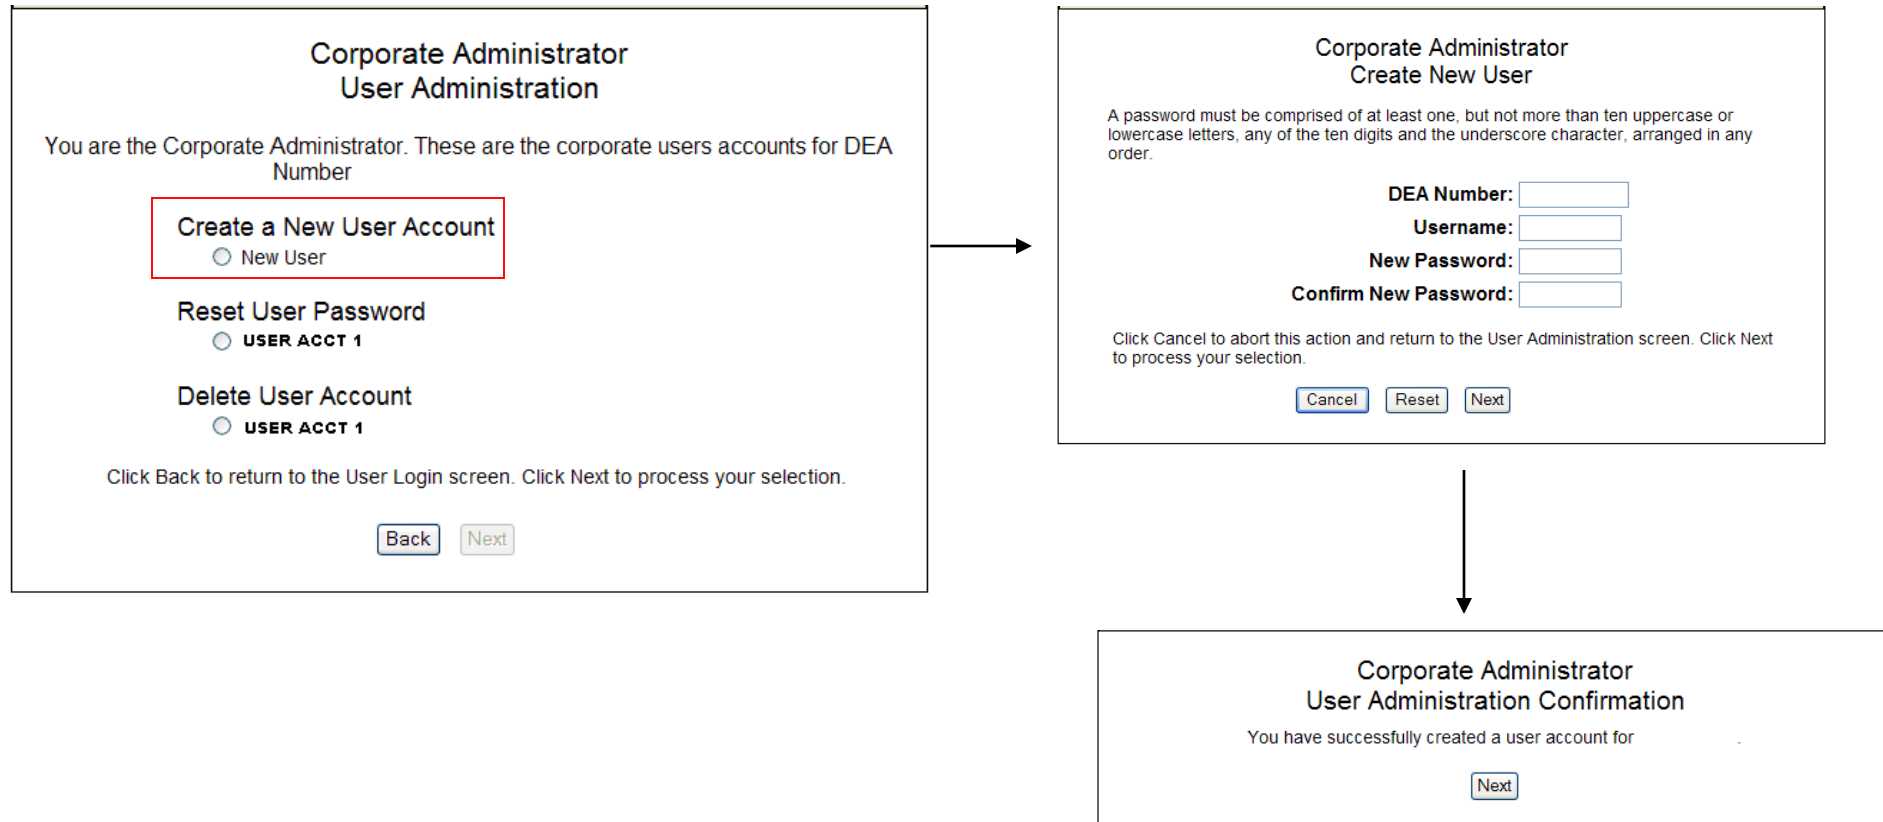 Corporate Administrator
User Administration
You are the Corporate Administrator. These are the corporate users accounts for DEA
Number
Create a New User Account
New User
Reset User Password
USER ACCT 1
Delete User Account
USER ACCT 1
Click Back to return to the User Login screen. Click Next to process your selection.
Back Next
Corporate Administrator
Create New User
A password must be comprised of at least one, but not more than ten uppercase or
lowercase letters, any of the ten digits and the underscore character, arranged in any
order.
DEA Number:
Username:
New Password:
Confirm New Password:
Click Cancel to abort this action and return to the User Administration screen. Click Next
to process your selection.
Cancel Reset Next
Corporate Administrator
User Administration Confirmation
You have successfully created a user account for .
Next